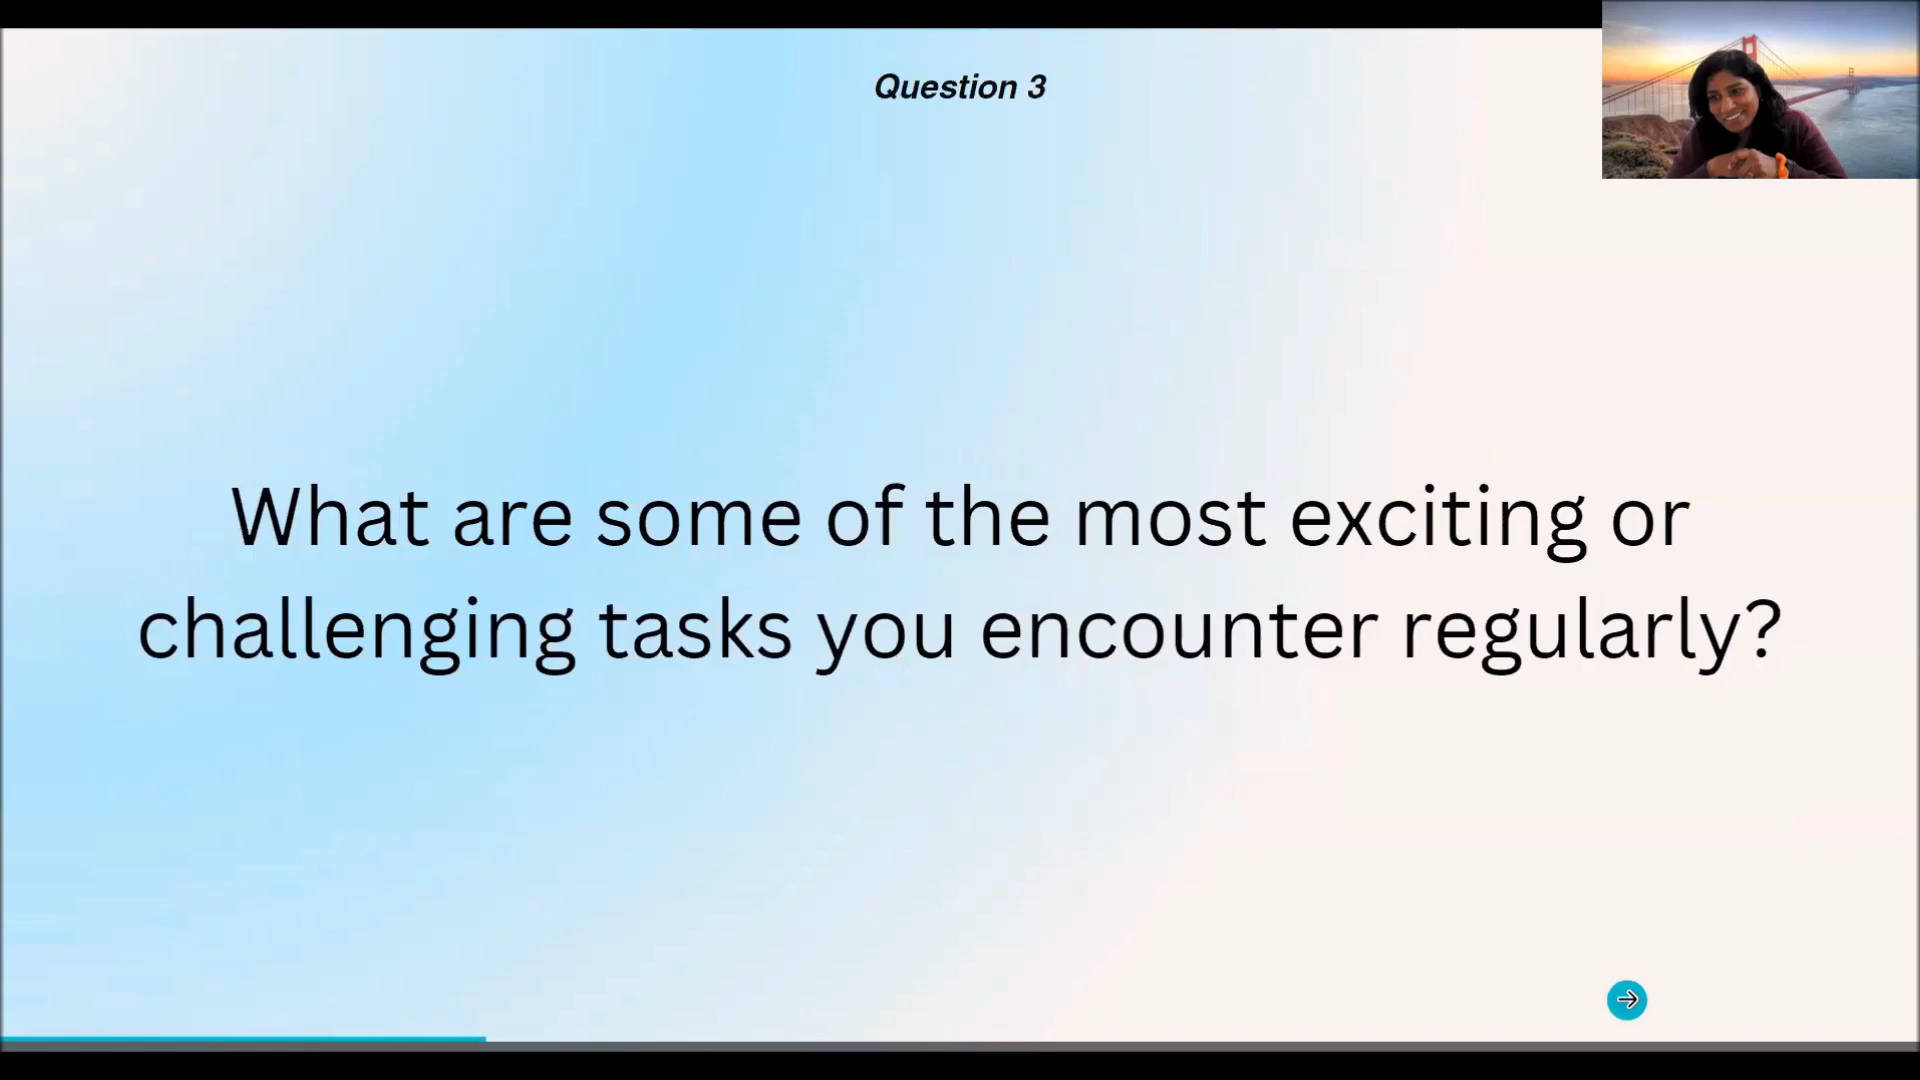 Question 3
What are some of the most exciting or
challenging tasks you encounter regularly?